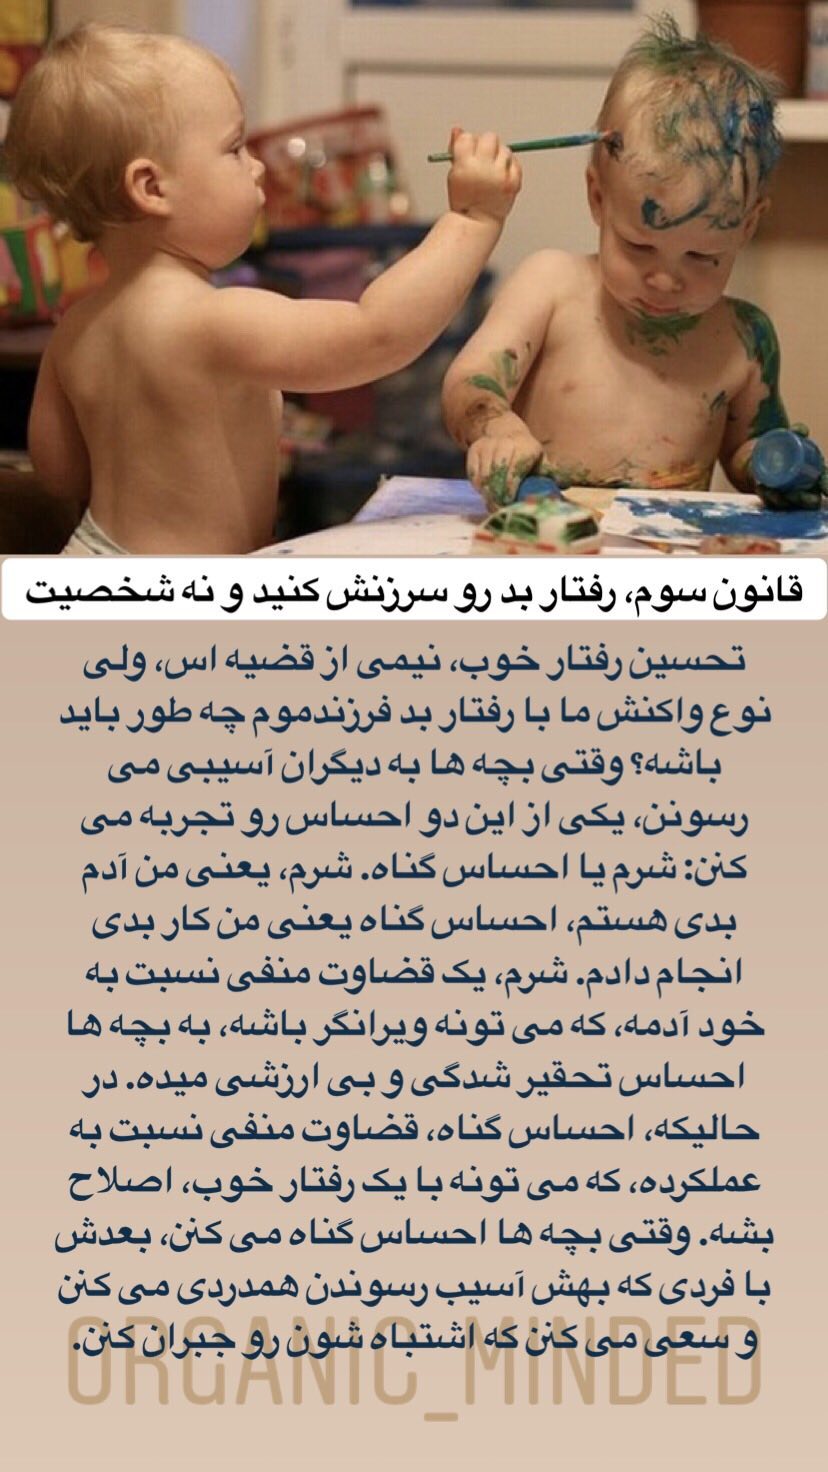 قانون سوم، رفتار بد رو سرزنش کنید و نه شخصیت
تحسین رفتار خوب، نیمی از قضیه اس، ولی
نوع واکنش ما با رفتار بد فرزندموم چه طور باید
باشه؟ وقتی بچه ها به دیگران آسیبی می
رسونن، یکی از این دو احساس رو تجربه می
کنن: شرم یا احساس گناه. شرم، یعنی من آدم
بدی هستم، احساس گناه یعنی من کار بدی
انجام دادم. شرم، یک قضاوت منفی نسبت به
خود آدمه، که می تونه ویرانگر باشه، به بچه ها
احساس تحقیر شدگی و بی ارزشی میده. در
حالیکه، احساس گناه، قضاوت منفی نسبت به
عملکرده، که می تونه با یک رفتار خوب، اصلاح
بشه. وقتی بچه ها احساس گناه می کنن، بعدش
با فردی که بهش آسیب رسوندن همدردی می کنن
و سعی می کنن که اشتباه شون رو جبران کنن.
ORGANIC_MINDED